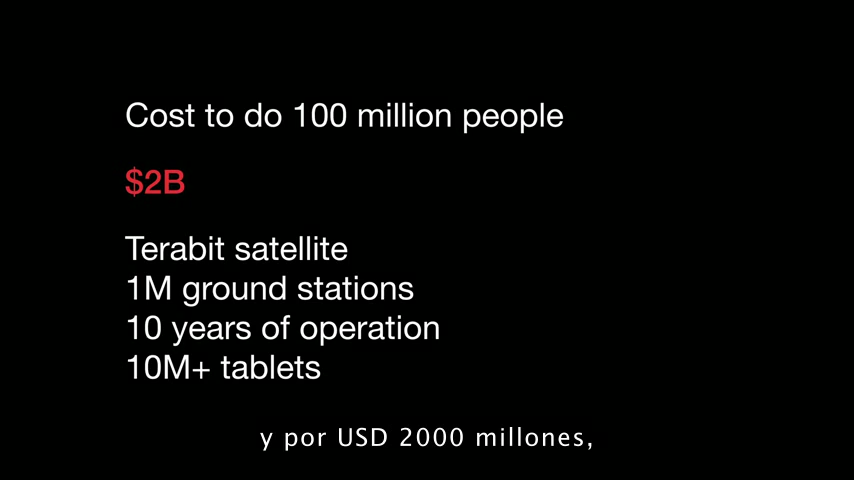 Cost to do 100 million people
$2B
Terabit satellite
1M ground stations
10 years of operation
10M+ tablets
y por USD 2000 millones,